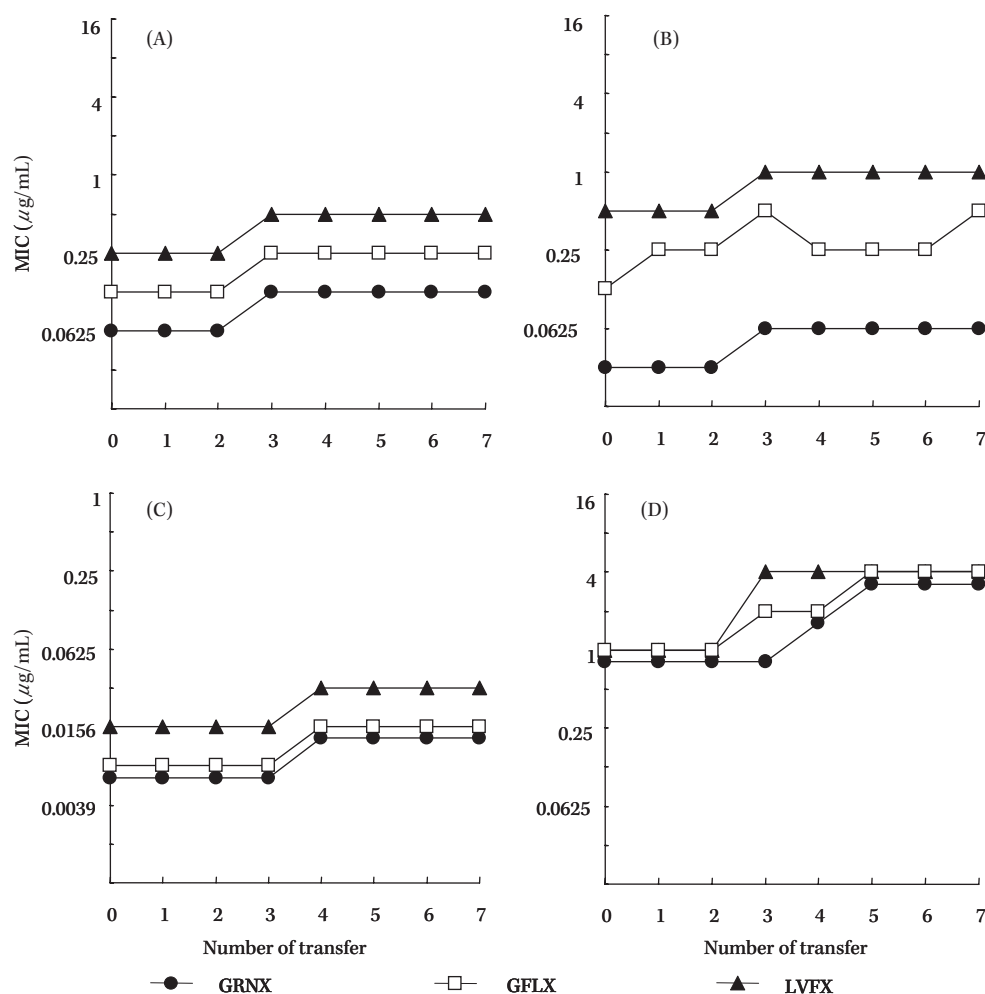 (A)
16
4
1
0.25
0.0625
MIC (μg/mL)
0 1 2 3 4 5 6 7
(B)
16
4
1
0.25
0.0625
0 1 2 3 4 5 6 7
(C)
1
0.25
0.0625
0.0156
0.0039
MIC (μg/mL)
0 1 2 3 4 5 6 7
Number of transfer
(D)
16
4
1
0.25
0.0625
0 1 2 3 4 5 6 7
Number of transfer
GRNX GFLX LVFX